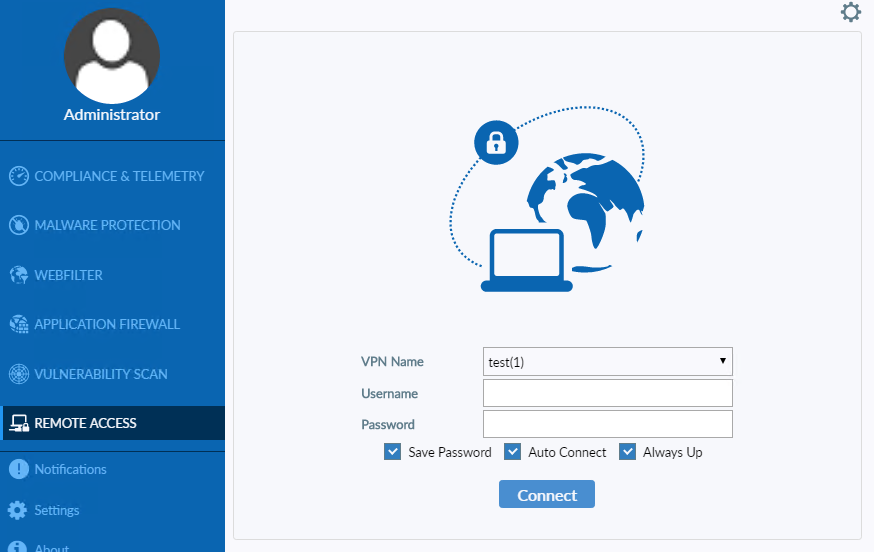 Administrator
COMPLIANCE & TELEMETRY
MALWARE PROTECTION
WEBFILTER
APPLICATION FIREWALL
VULNERABILITY SCAN
REMOTE ACCESS
Notifications
Settings
About
VPN Name
test(1)
Username
Password
Save Password Auto Connect Always Up
Connect